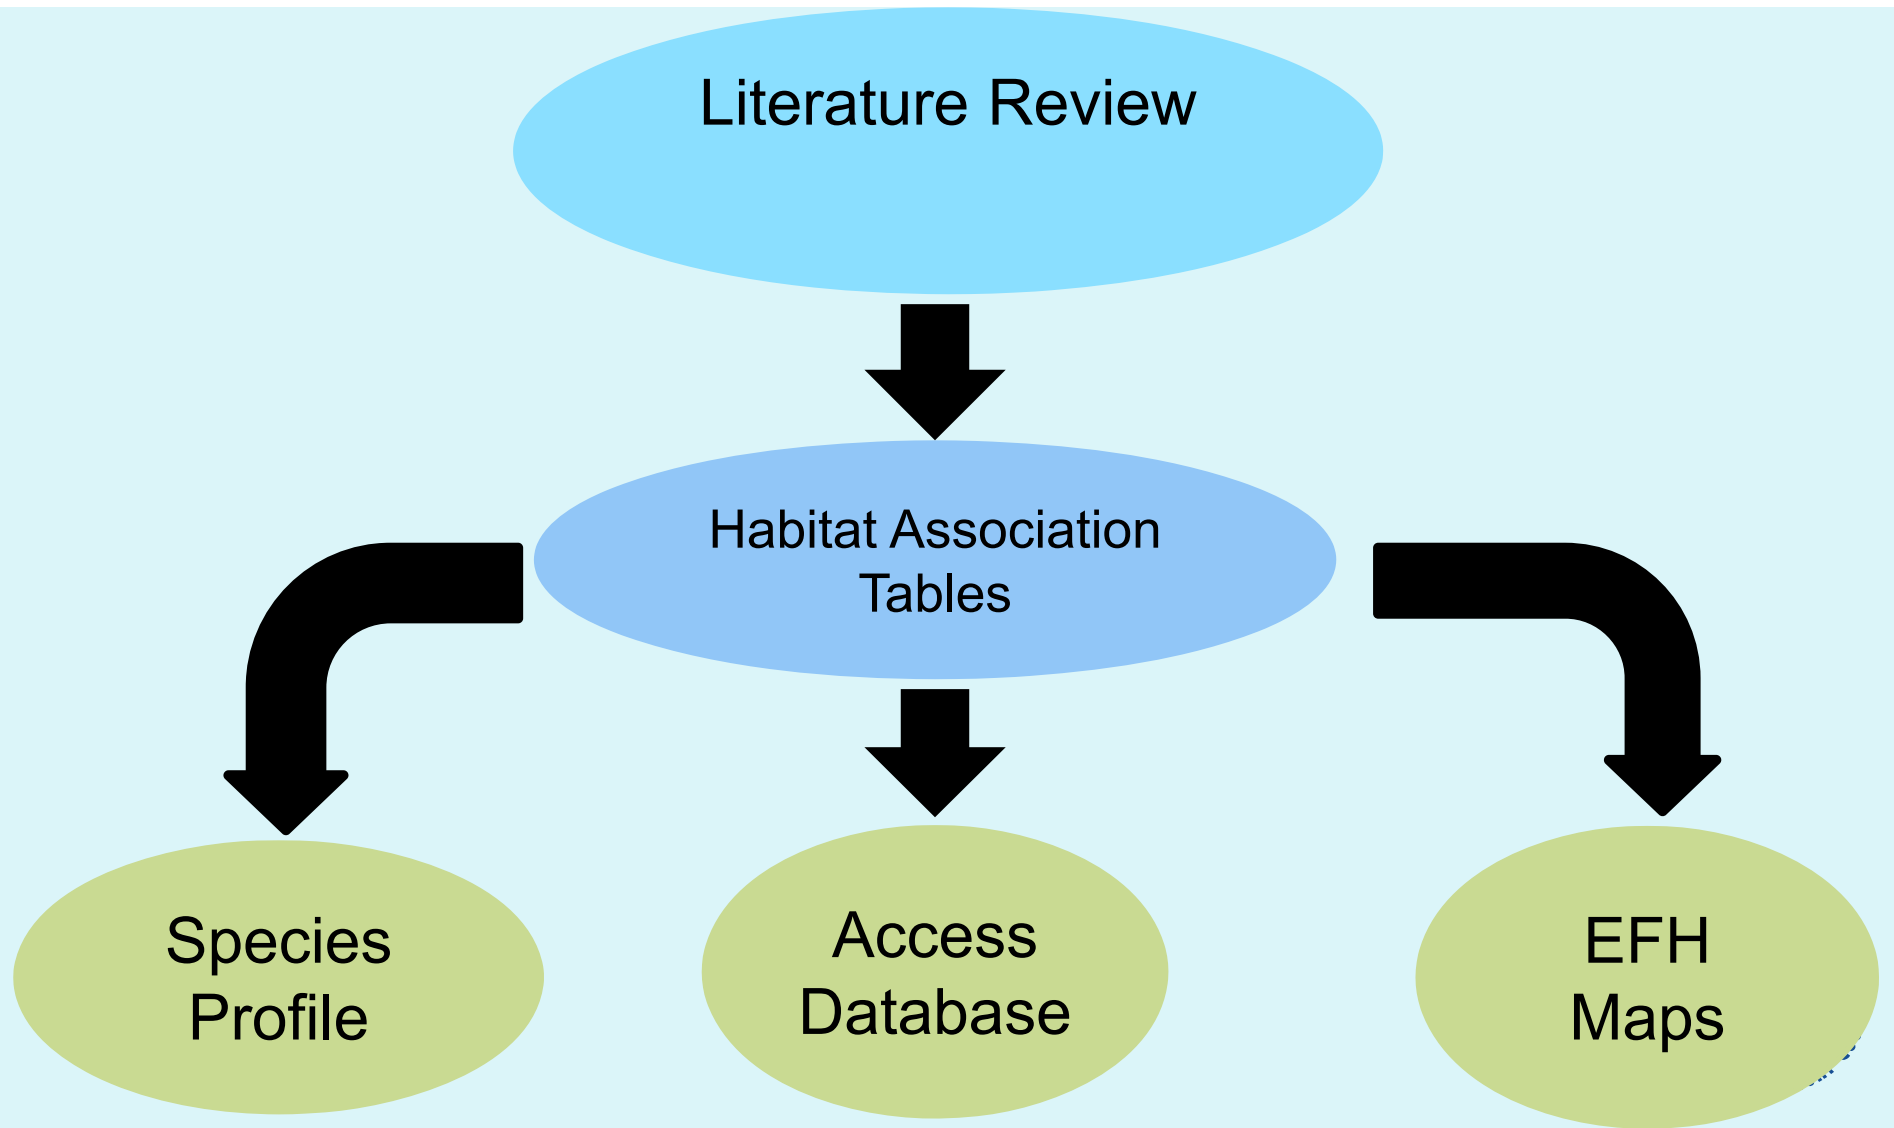 Literature Review
Habitat Association
Tables
Species
Profile
Access
Database
EFH
Maps